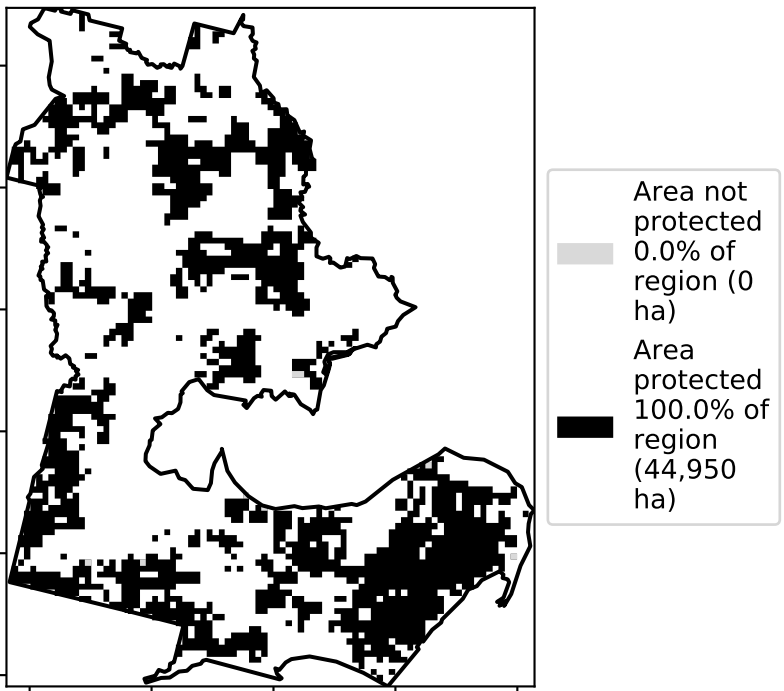 Area not
protected
0.0% of
region (0
ha)
Area
protected
100.0% of
region
(44,950
ha)